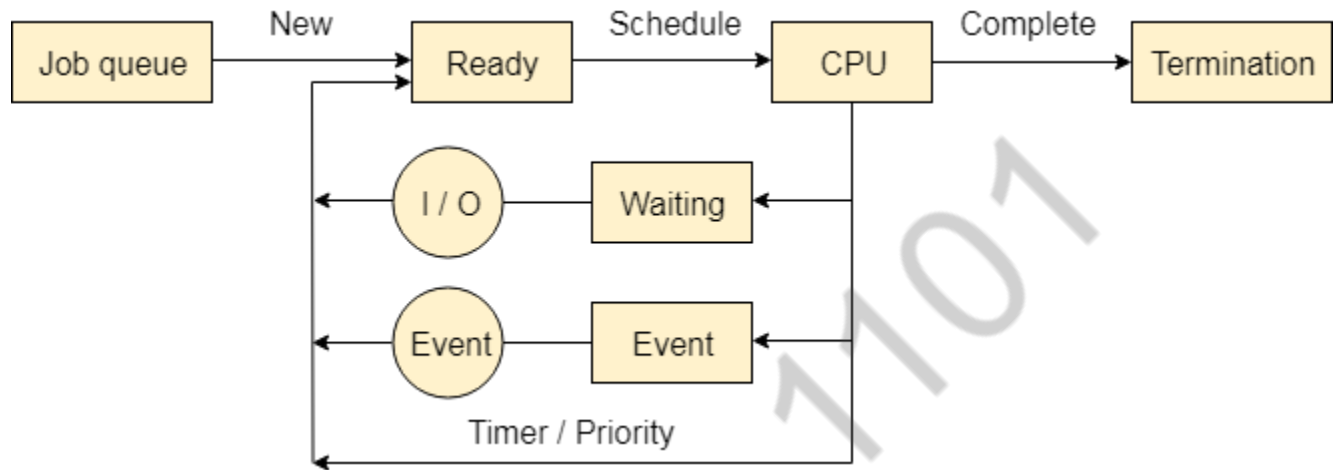 New
Schedule
Complete
Job queue
Ready
CPU
Termination
I / O
Waiting
Event
Event
Timer / Priority
1101